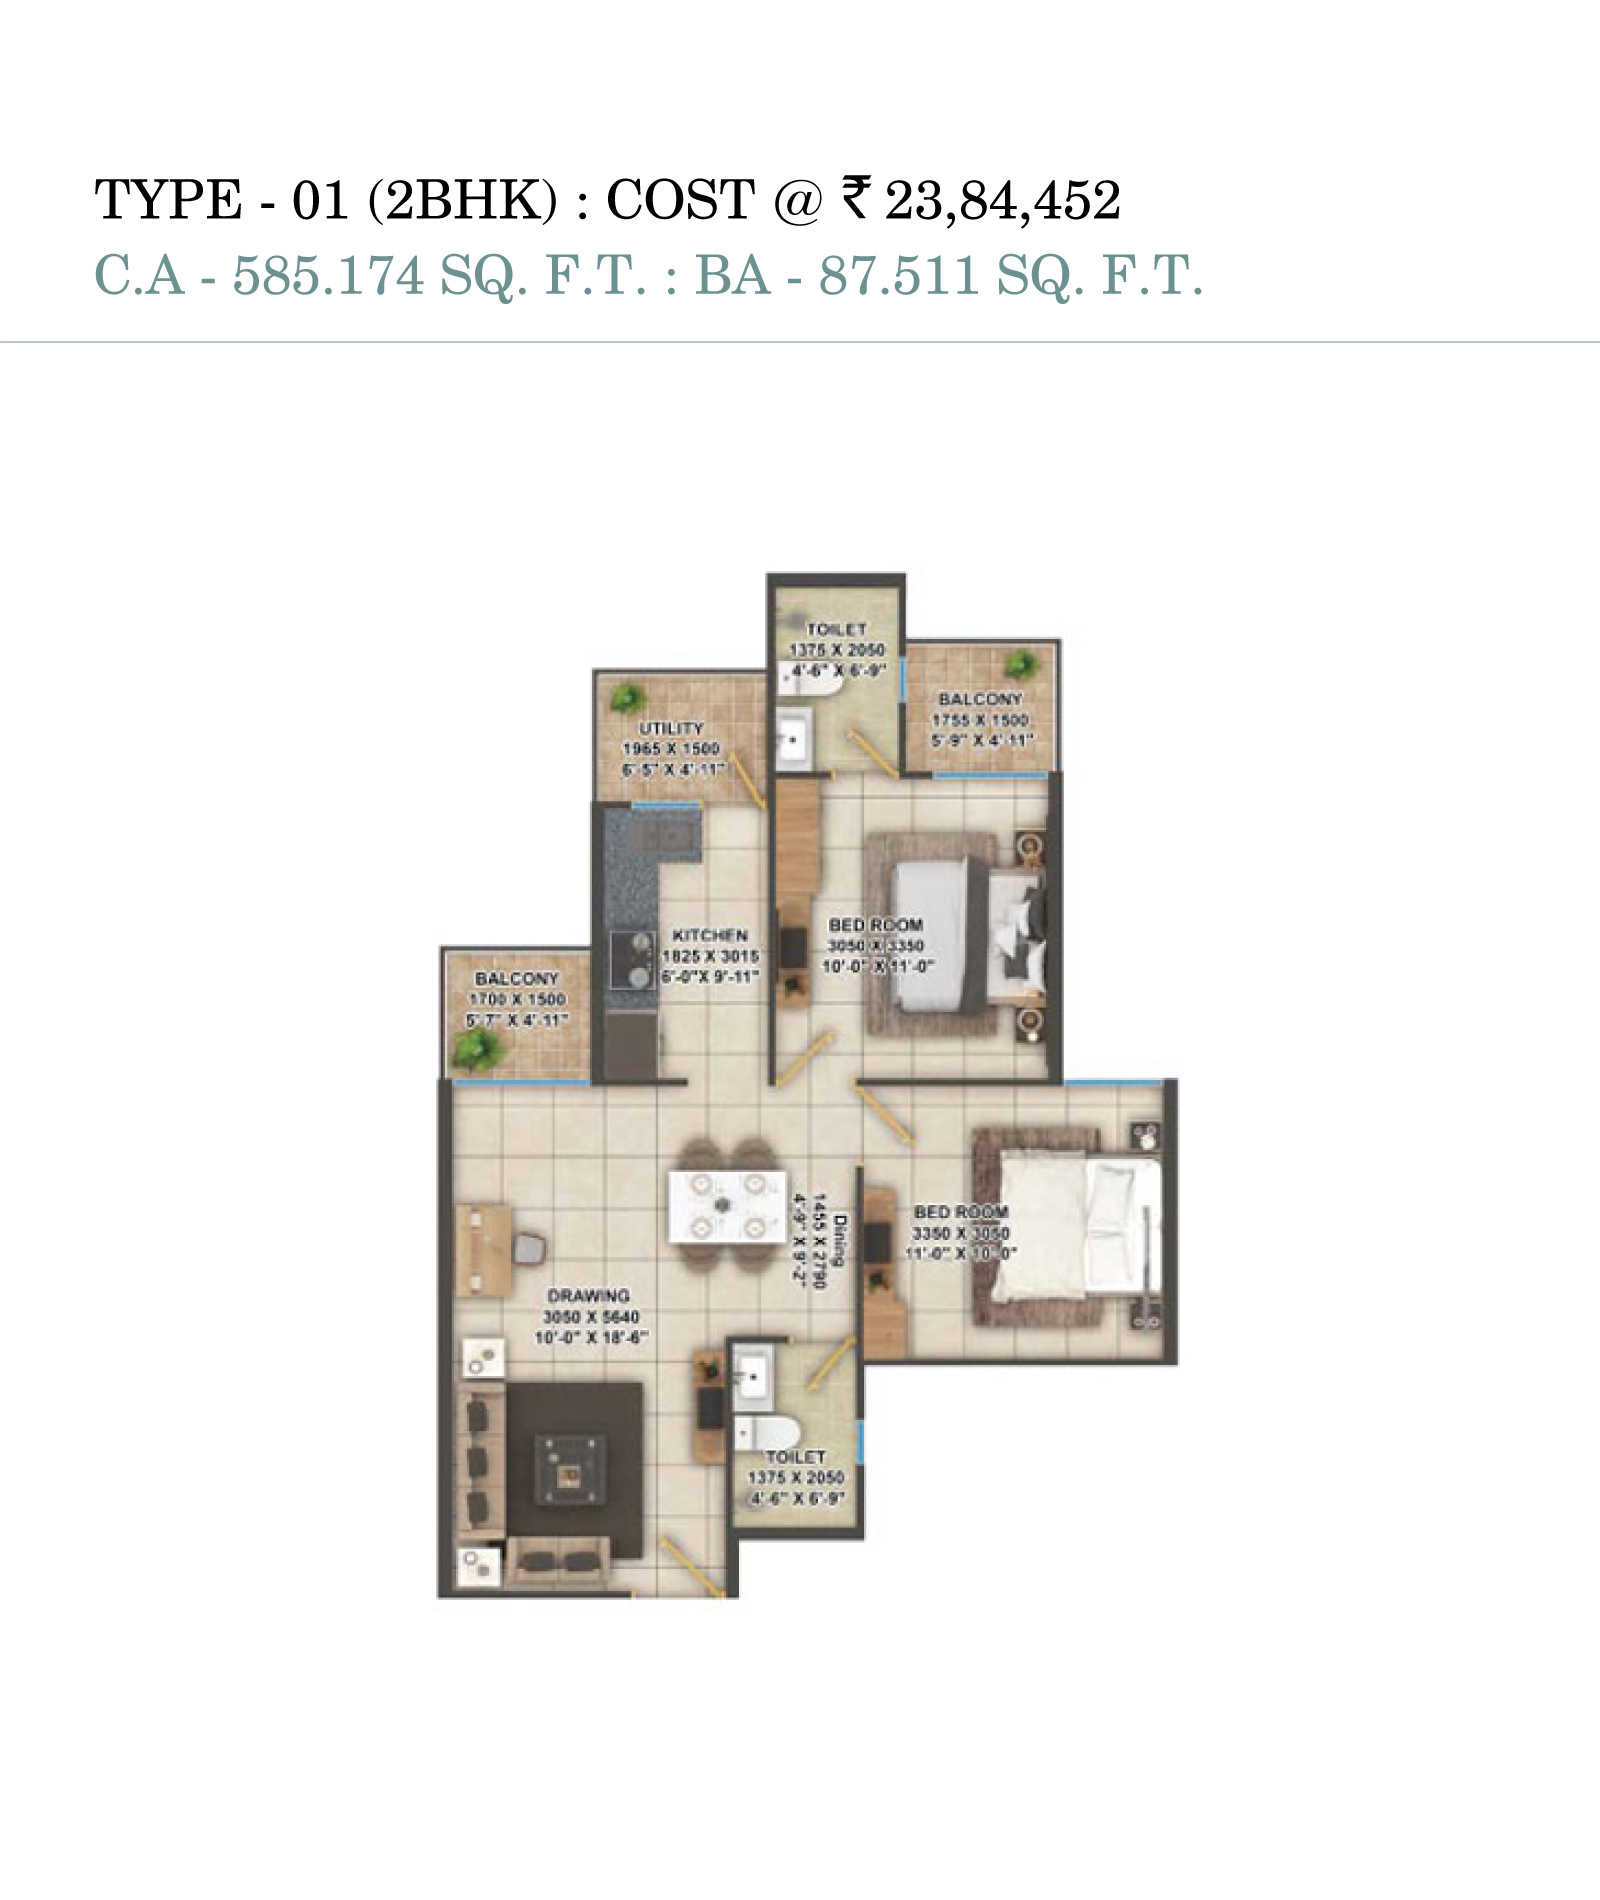 TYPE - 01 (2BHK) : COST @ ₹ 23,84,452
C.A - 585.174 SQ. F.T. : BA - 87.511 SQ. F.T.
TOILET
1375 X 2050
4'-6" X 6'-9"
BALCONY
1755 X 1500
5'-9" X 4'-11"
UTILITY
1965 X 1500
6'-5" X 4'-11"
BED ROOM
3050 X 3350
10'-0" X 11'-0"
KITCHEN
1825 X 3015
6'-0"X 9'-11"
BALCONY
1700 X 1500
5'-7" X 4'-11"
Dining
1455 X 2790
4'-9" X 9'-2"
BED ROOM
3350 X 3050
11'-0" X 10'-0"
DRAWING
3050 X 5640
10'-0" X 18'-6"
TOILET
1375 X 2050
4'-6" X 6'-9"